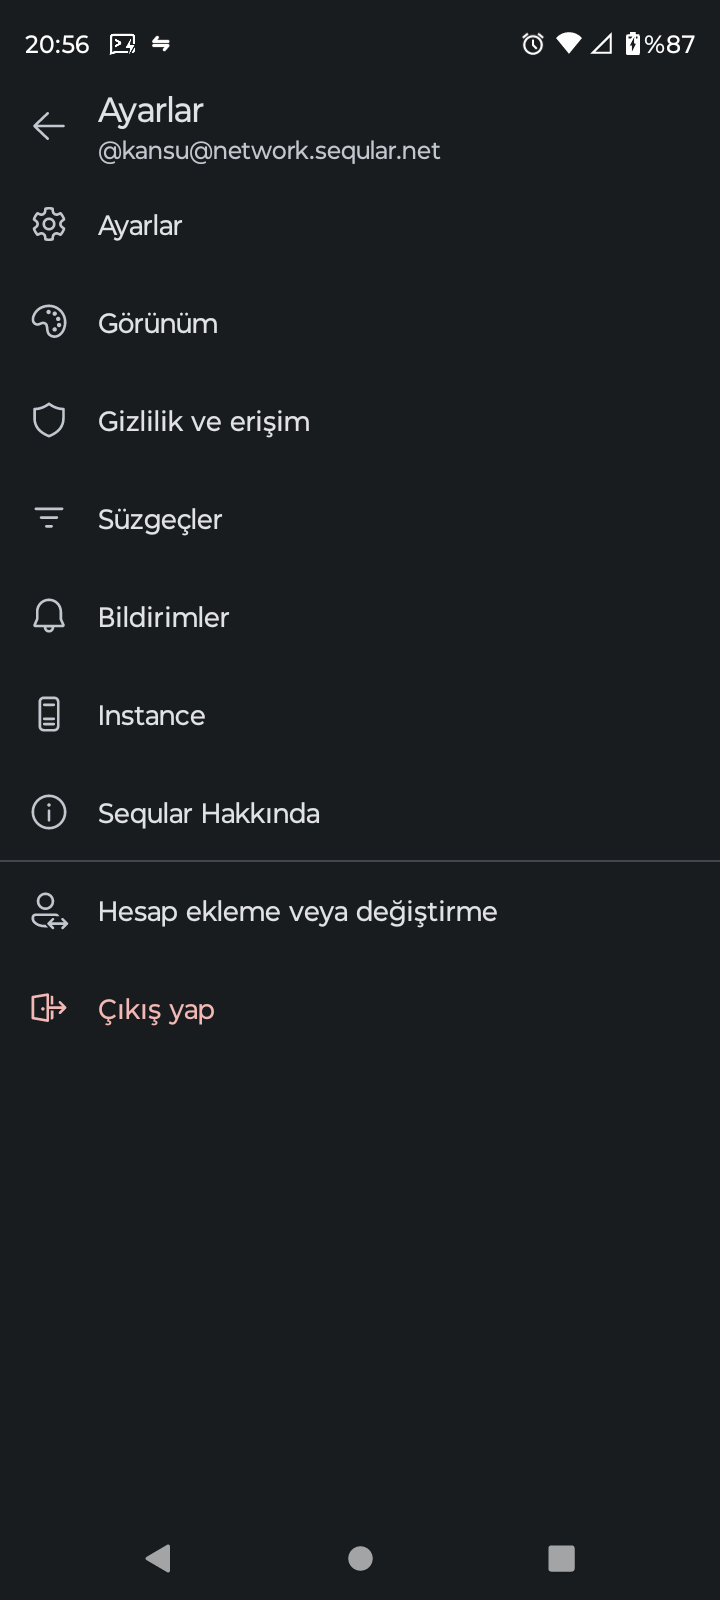 20:56 %87
Ayarlar
@kansu@network.seqular.net
Ayarlar
Görünüm
Gizlilik ve erişim
Süzgeçler
Bildirimler
Instance
Seqular Hakkında
Hesap ekleme veya değiştirme
Çıkış yap